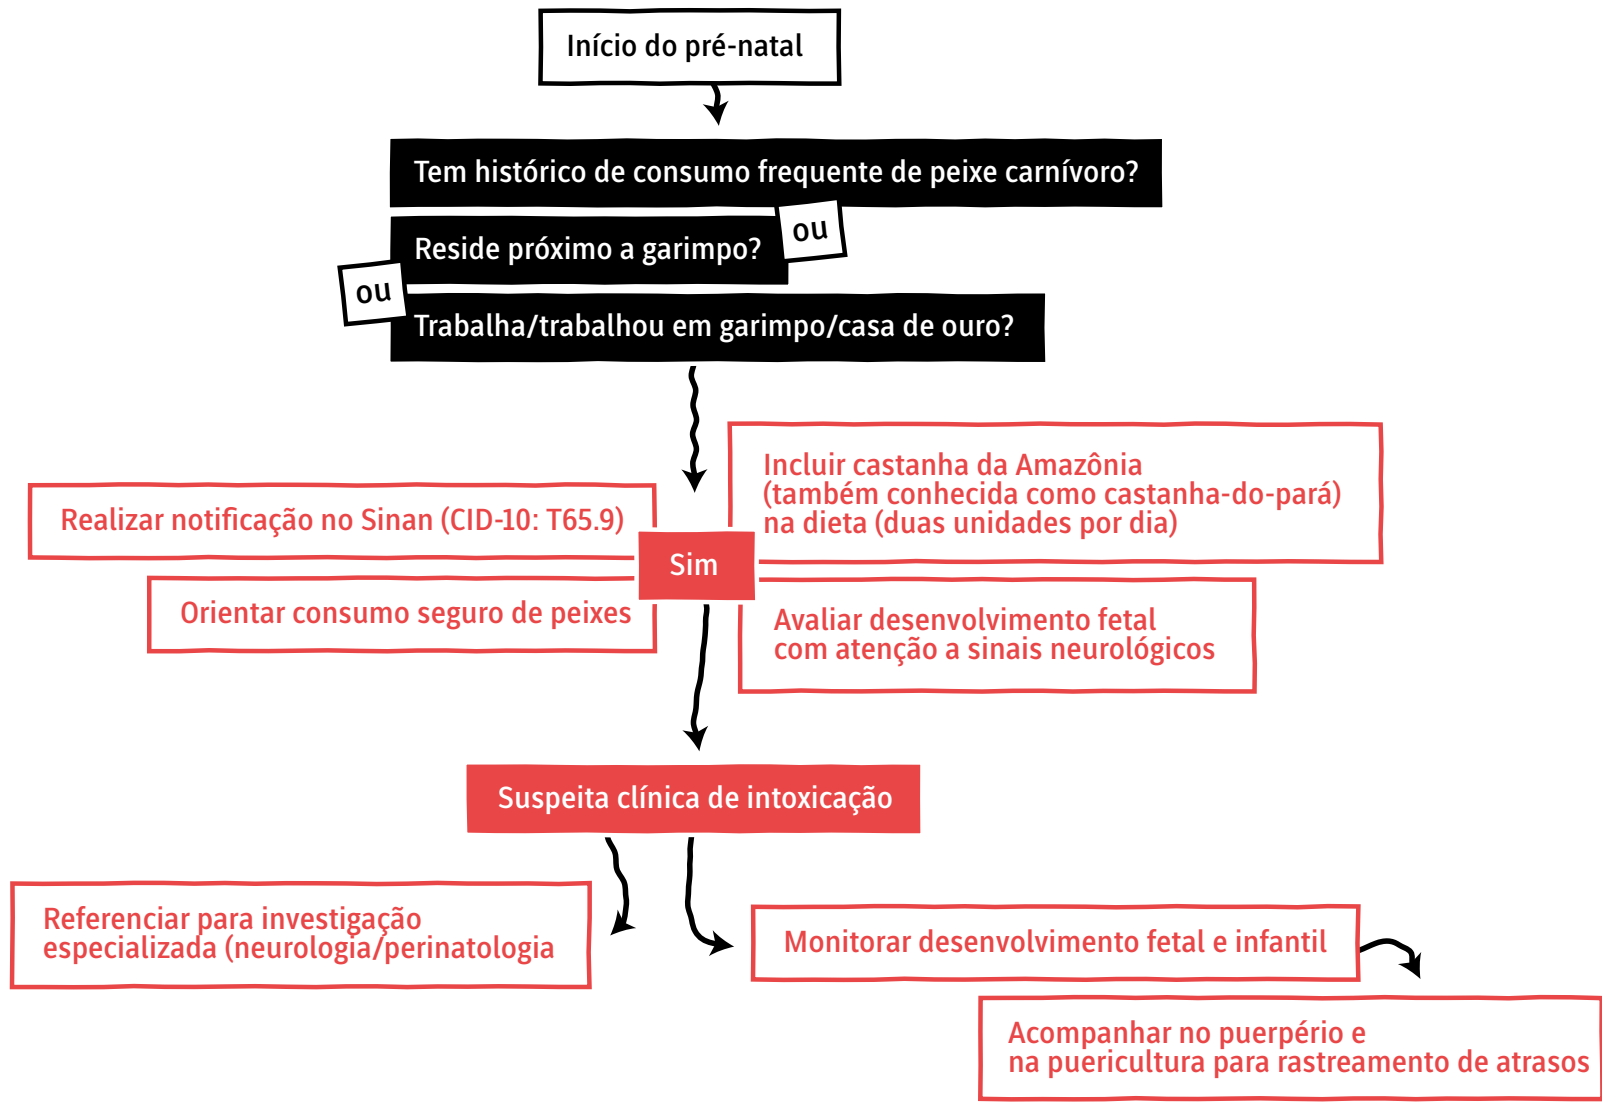 Início do pré-natal
Tem histórico de consumo frequente de peixe carnívoro?
ou
Reside próximo a garimpo?
ou
Trabalha/trabalhou em garimpo/casa de ouro?
Incluir castanha da Amazônia
(também conhecida como castanha-do-pará)
na dieta (duas unidades por dia)
Realizar notificação no Sinan (CID-10: T65.9)
Sim
Orientar consumo seguro de peixes
Avaliar desenvolvimento fetal
com atenção a sinais neurológicos
Suspeita clínica de intoxicação
Referenciar para investigação
especializada (neurologia/perinatologia
Monitorar desenvolvimento fetal e infantil
Acompanhar no puerpério e
na puericultura para rastreamento de atrasos